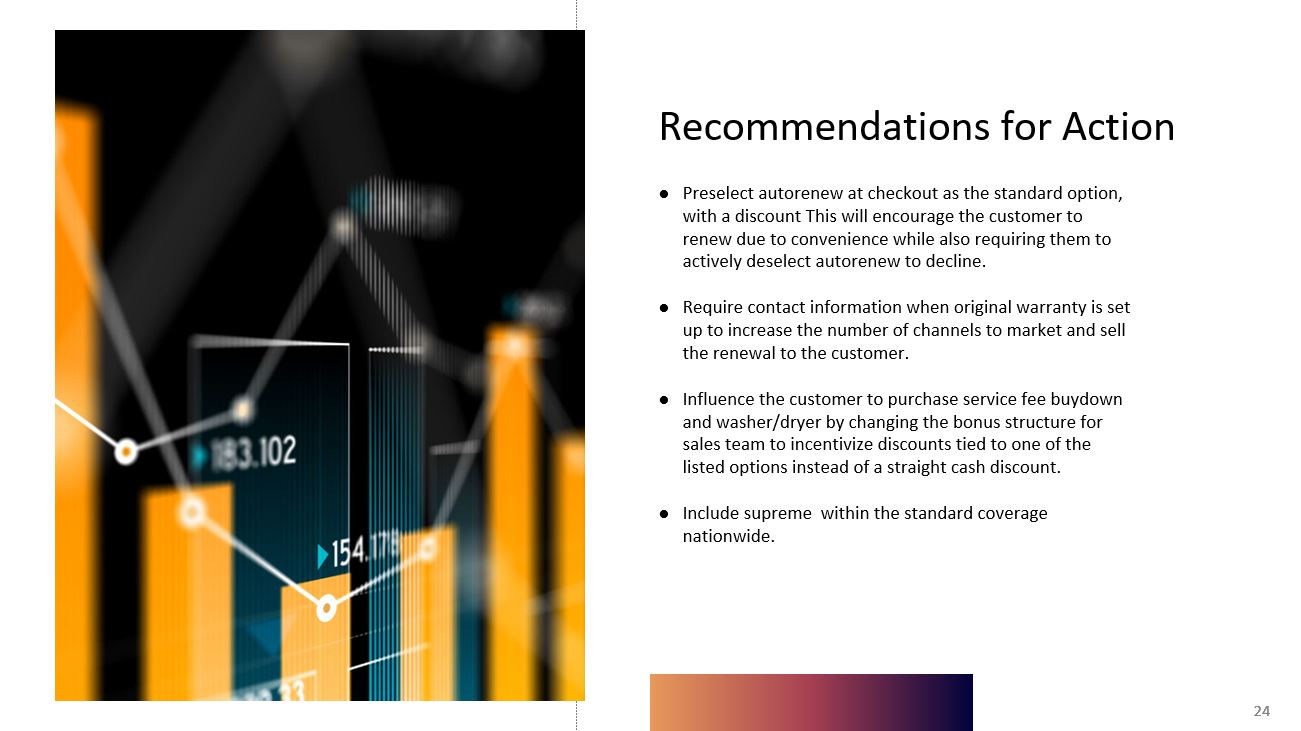 183.102
154.178
Recommendations for Action
● Preselect autorenew at checkout as the standard option,
with a discount This will encourage the customer to
renew due to convenience while also requiring them to
actively deselect autorenew to decline.
● Require contact information when original warranty is set
up to increase the number of channels to market and sell
the renewal to the customer.
● Influence the customer to purchase service fee buydown
and washer/dryer by changing the bonus structure for
sales team to incentivize discounts tied to one of the
listed options instead of a straight cash discount.
● Include supreme  within the standard coverage
nationwide.
24